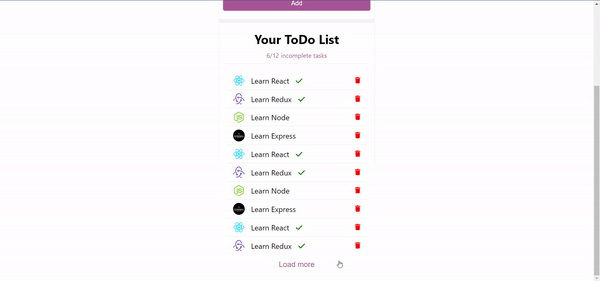 Add
Your ToDo List
6/12 incomplete tasks
Learn React
Learn Redux
Learn Node
Learn Express
Learn React
Learn Redux
Learn Node
Learn Express
Learn React
Learn Redux
Load more